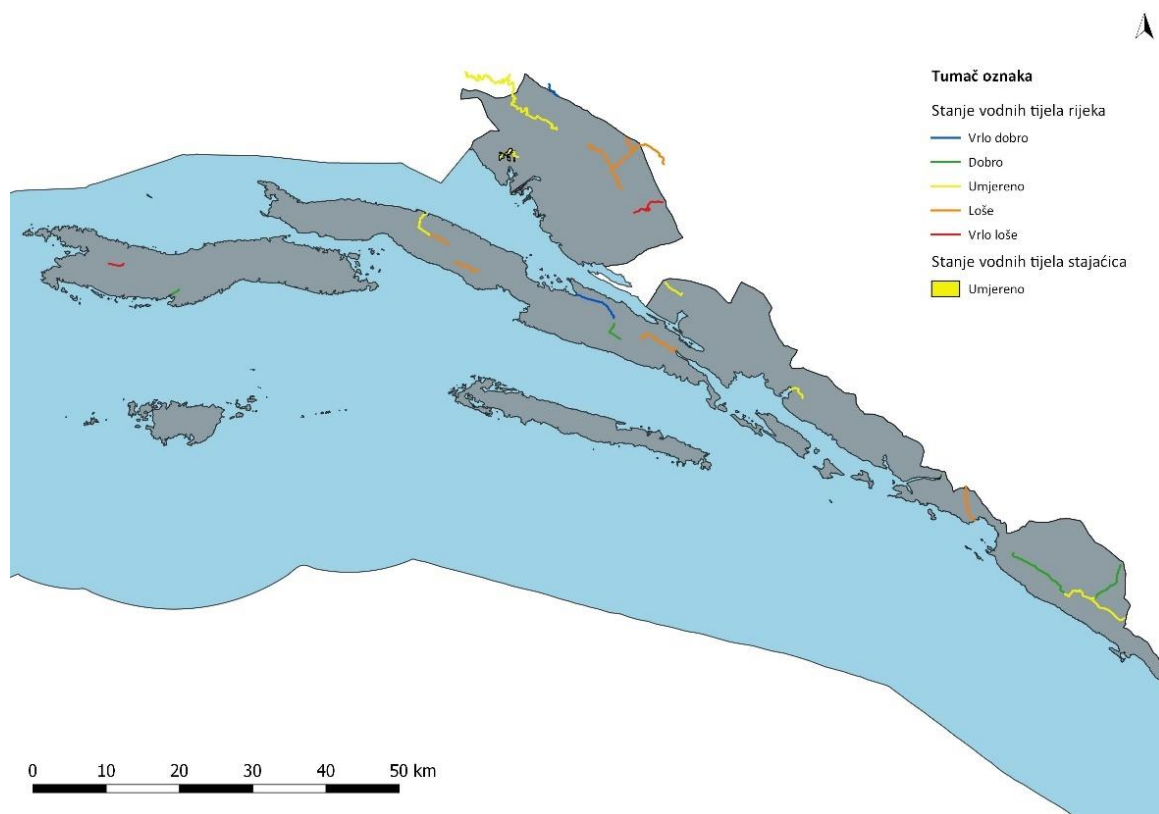 Tumač oznaka
Stanje vodnih tijela rijeka
Vrlo dobro
Dobro
Umjereno
Loše
Vrlo loše
Stanje vodnih tijela stajaćica
Umjereno
0 10 20 30 40 50 km